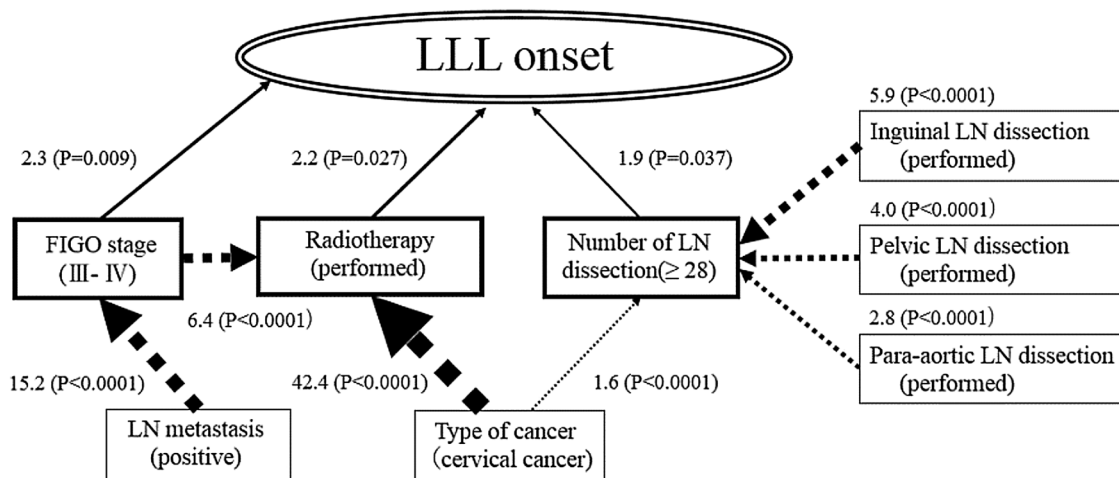 LLL onset
5.9 (P<0.0001)
Inguinal LN dissection
(performed)
2.3 (P=0.009)
2.2 (P=0.027)
1.9 (P=0.037)
4.0 (P<0.0001)
FIGO stage
(Ⅲ- Ⅳ)
Radiotherapy
(performed)
Number of LN
dissection(≥ 28)
Pelvic LN dissection
(performed)
6.4 (P<0.0001)
2.8 (P<0.0001)
Para-aortic LN dissection
(performed)
15.2 (P<0.0001)
42.4 (P<0.0001)
1.6 (P<0.0001)
LN metastasis
(positive)
Type of cancer
(cervical cancer)